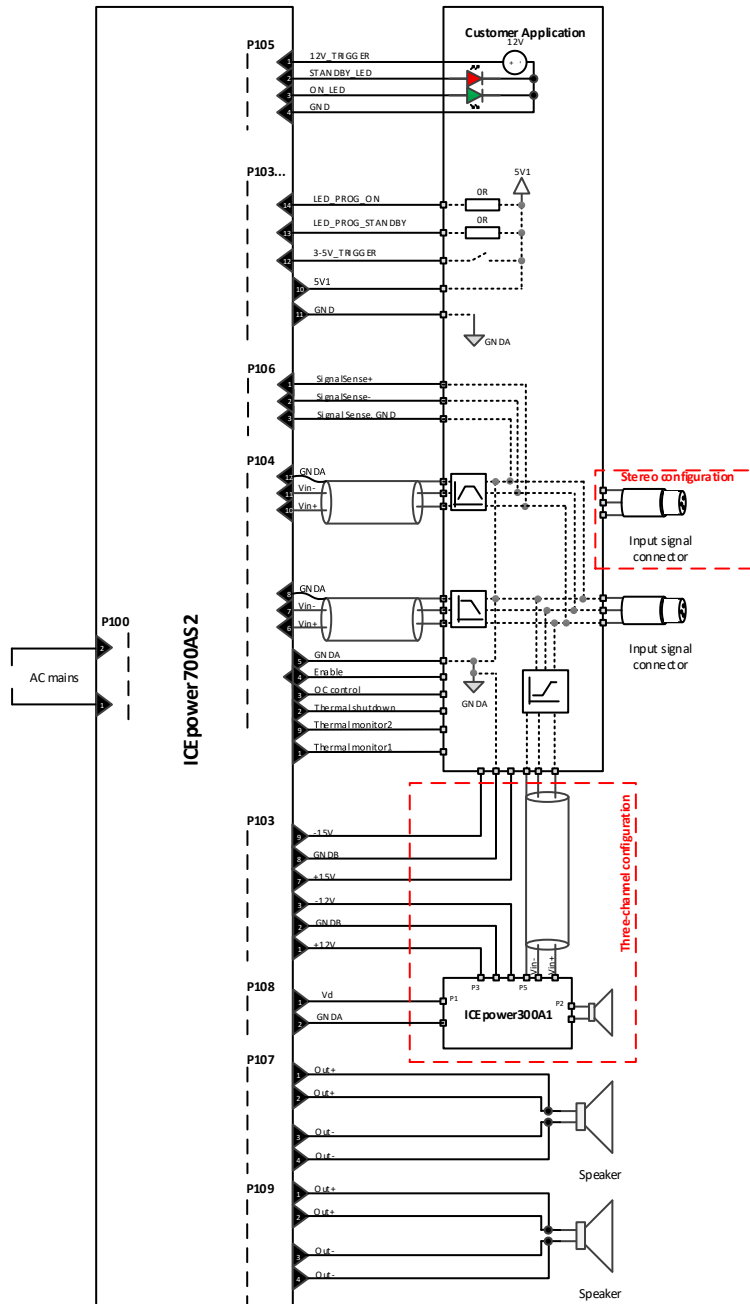 Customer Application
P105
12V
1 12V_TRIGGER
2 STANDBY_LED
3 ON_LED
4 GND
P103...
5V1
14 LED_PROG_ON
0R
13 LED_PROG_STANDBY
0R
12 3-5V_TRIGGER
10 5V1
11 GND
GNDA
P106
1 SignalSense+
2 SignalSense-
3 Signal Sense, GND
P104
12 GNDA
11 Vin-
10 Vin+
Stereo configuration
Input signal
connector
8 GNDA
7 Vin-
6 Vin+
Input signal
connector
P100
2
AC mains
1
ICEpower700AS2
5 GNDA
4 Enable
3 OC control
2 Thermal shutdown
9 Thermal monitor2
1 Thermal monitor1
GNDA
P103
9 -15V
8 GNDB
7 +15V
3 -12V
2 GNDB
1 +12V
Three-channel configuration
Vin-
Vin+
P3
P5
P108
1 Vd
2 GNDA
P1
P2
ICEpower300A1
P107
1 Out+
2 Out+
3 Out-
4 Out-
Speaker
P109
1 Out+
2 Out+
3 Out-
4 Out-
Speaker